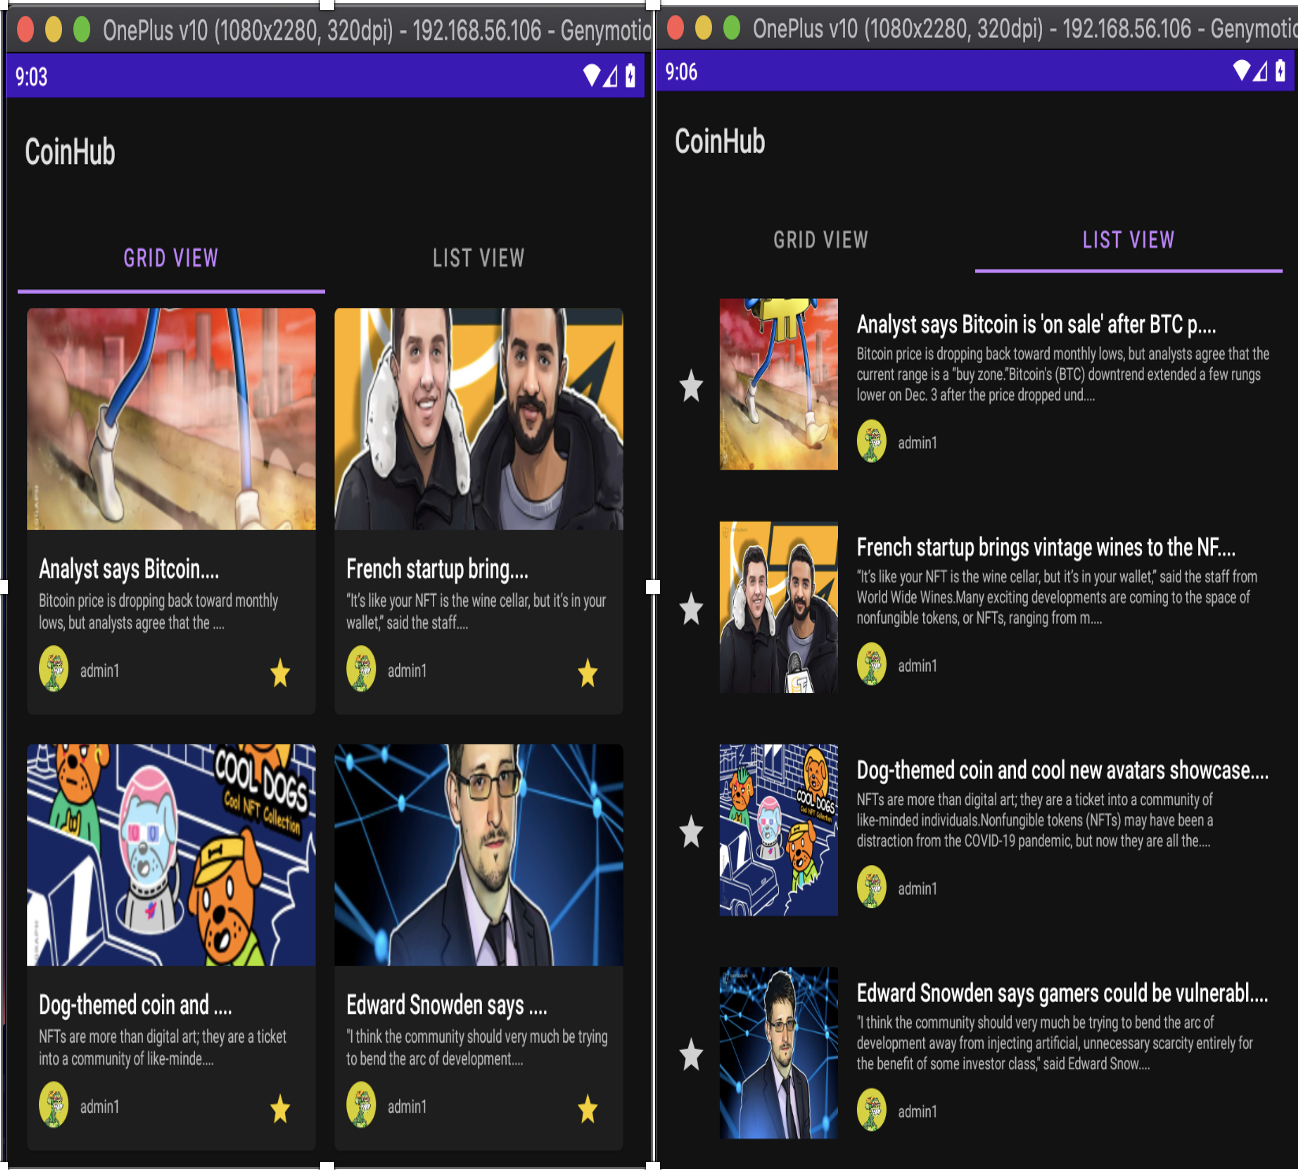 OnePlus v10 (1080x2280, 320dpi) - 192.168.56.106 - Genymotio
9:03
CoinHub
GRID VIEW
LIST VIEW
Analyst says Bitcoin....
Bitcoin price is dropping back toward monthly
lows, but analysts agree that the ....
admin1
French startup bring....
“It’s like your NFT is the wine cellar, but it’s in your
wallet,” said the staff....
admin1
COOL DOGS
Cool NFT Collection
Dog-themed coin and ....
NFTs are more than digital art; they are a ticket
into a community of like-minde....
admin1
Edward Snowden says ....
"I think the community should very much be trying
to bend the arc of development....
admin1
OnePlus v10 (1080x2280, 320dpi) - 192.168.56.106 - Genymotio
9:06
CoinHub
GRID VIEW
LIST VIEW
Analyst says Bitcoin is 'on sale' after BTC p....
Bitcoin price is dropping back toward monthly lows, but analysts agree that the
current range is a "buy zone."Bitcoin's (BTC) downtrend extended a few rungs
lower on Dec. 3 after the price dropped und....
admin1
French startup brings vintage wines to the NF....
“It’s like your NFT is the wine cellar, but it’s in your wallet,” said the staff from
World Wide Wines.Many exciting developments are coming to the space of
nonfungible tokens, or NFTs, ranging from m....
admin1
COOL DOGS
Cool NFT Collection
Dog-themed coin and cool new avatars showcase....
NFTs are more than digital art; they are a ticket into a community of
like-minded individuals.Nonfungible tokens (NFTs) may have been a
distraction from the COVID-19 pandemic, but now they are all the....
admin1
Edward Snowden says gamers could be vulnerabl....
"I think the community should very much be trying to bend the arc of
development away from injecting artificial, unnecessary scarcity entirely for
the benefit of some investor class," said Edward Snow....
admin1